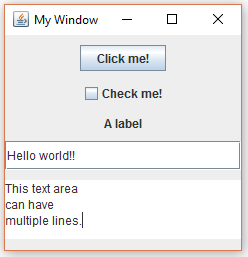 My Window
Click me!
Check me!
A label
Hello world!!
This text area
can have
multiple lines.